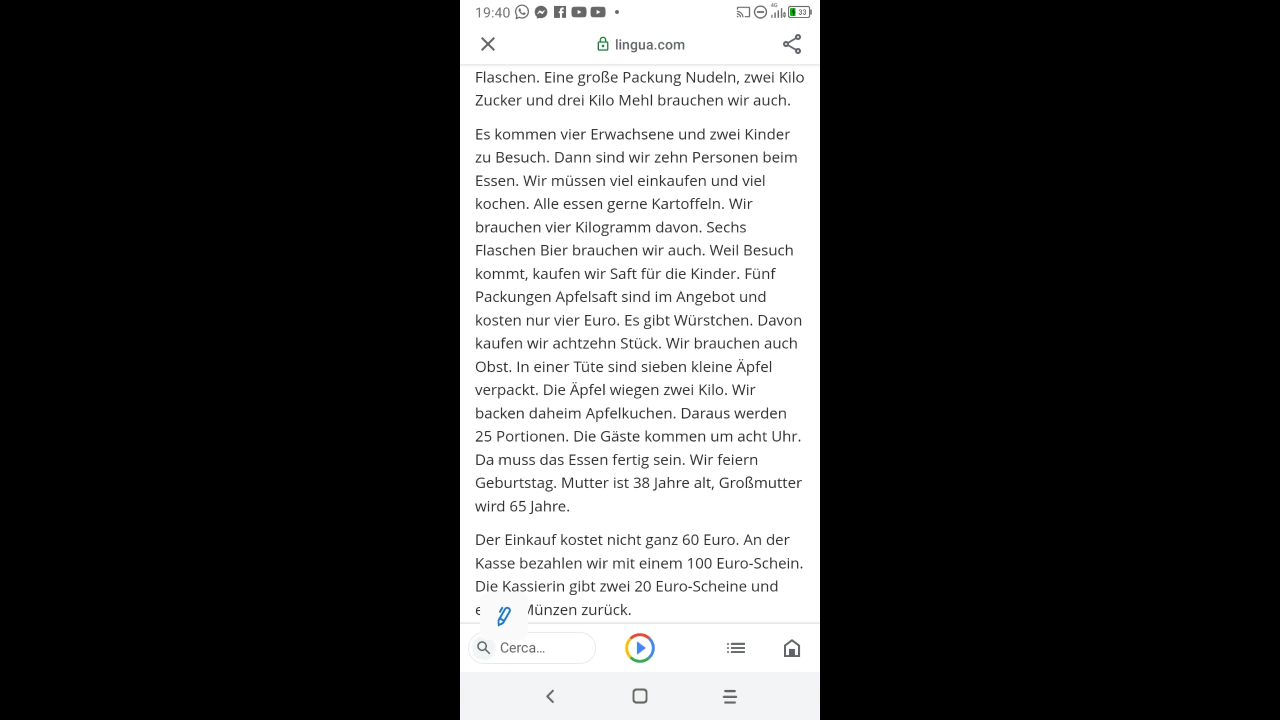 19:40
4G
33
lingua.com
Flaschen. Eine große Packung Nudeln, zwei Kilo
Zucker und drei Kilo Mehl brauchen wir auch.
Es kommen vier Erwachsene und zwei Kinder
zu Besuch. Dann sind wir zehn Personen beim
Essen. Wir müssen viel einkaufen und viel
kochen. Alle essen gerne Kartoffeln. Wir
brauchen vier Kilogramm davon. Sechs
Flaschen Bier brauchen wir auch. Weil Besuch
kommt, kaufen wir Saft für die Kinder. Fünf
Packungen Apfelsaft sind im Angebot und
kosten nur vier Euro. Es gibt Würstchen. Davon
kaufen wir achtzehn Stück. Wir brauchen auch
Obst. In einer Tüte sind sieben kleine Äpfel
verpackt. Die Äpfel wiegen zwei Kilo. Wir
backen daheim Apfelkuchen. Daraus werden
25 Portionen. Die Gäste kommen um acht Uhr.
Da muss das Essen fertig sein. Wir feiern
Geburtstag. Mutter ist 38 Jahre alt, Großmutter
wird 65 Jahre.
Der Einkauf kostet nicht ganz 60 Euro. An der
Kasse bezahlen wir mit einem 100 Euro-Schein.
Die Kassierin gibt zwei 20 Euro-Scheine und
Münzen zurück.
Cerca...